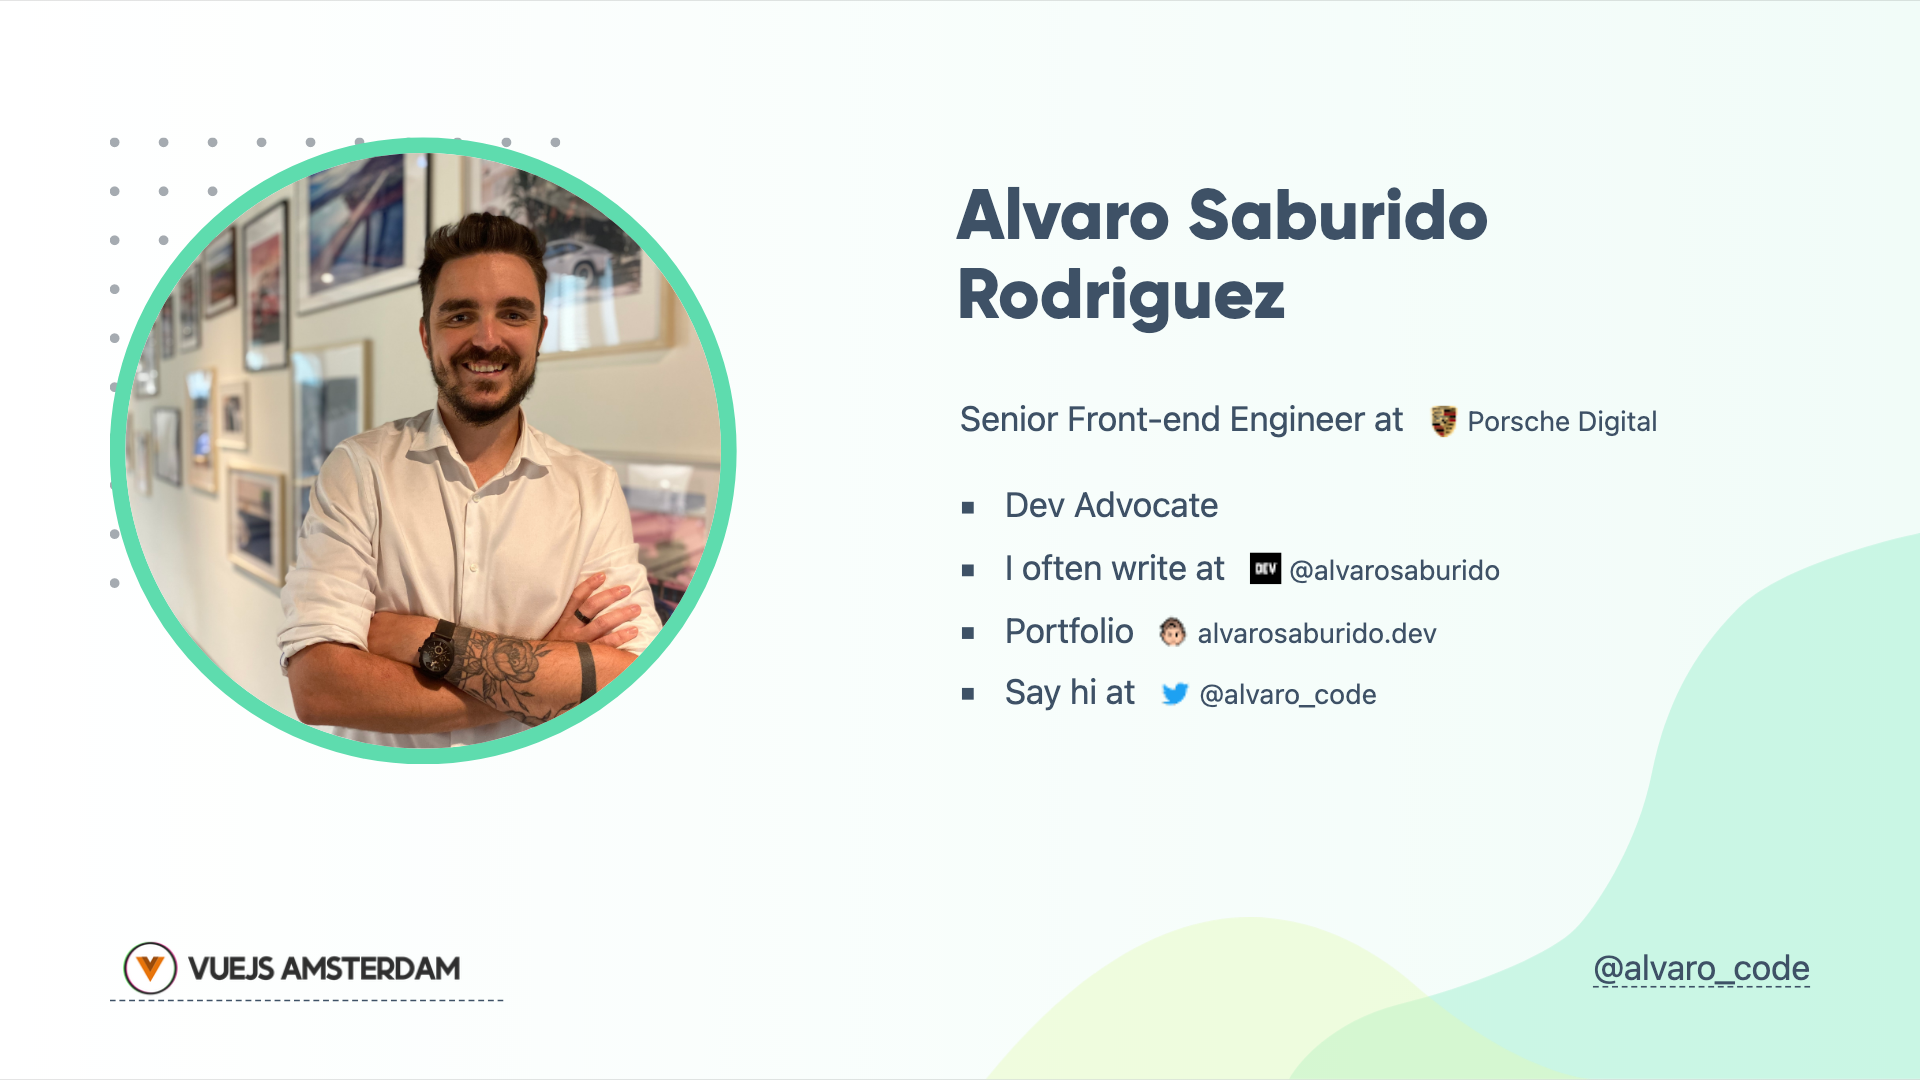 Alvaro Saburido
Rodriguez
Senior Front-end Engineer at Porsche Digital
Dev Advocate
I often write at DEV @alvarosaburido
Portfolio alvarosaburido.dev
Say hi at @alvaro_code
VUEJS AMSTERDAM
@alvaro_code